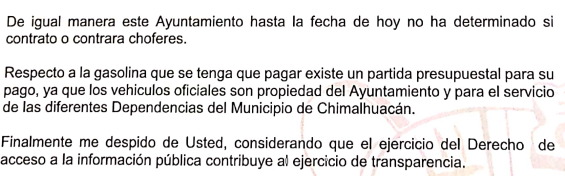 De igual manera este Ayuntamiento hasta la fecha de hoy no ha determinado si
contrato o contrara choferes.
Respecto a la gasolina que se tenga que pagar existe un partida presupuestal para su
pago, ya que los vehiculos oficiales son propiedad del Ayuntamiento y para el servicio
de las diferentes Dependencias del Municipio de Chimalhuacán.
Finalmente me despido de Usted, considerando que el ejercicio del Derecho de
acceso a la información pública contribuye al ejercicio de transparencia.